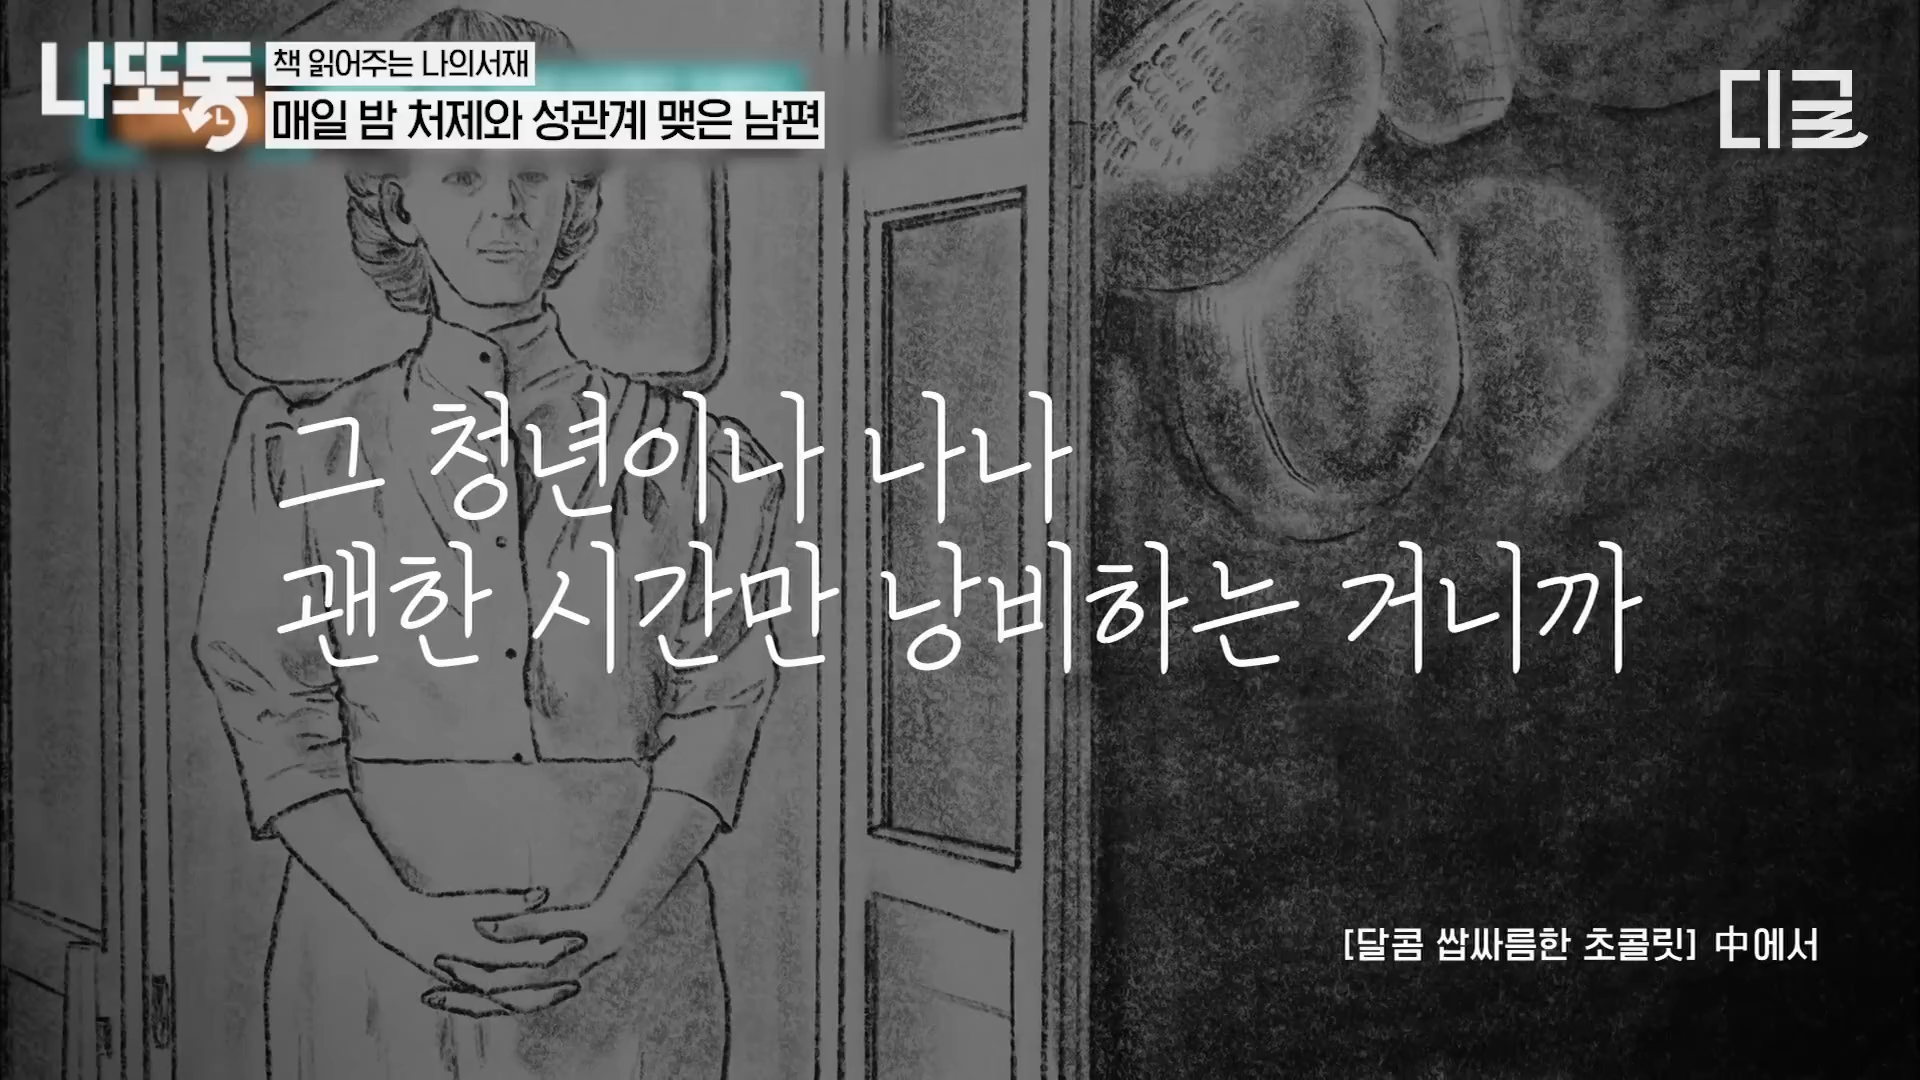 나또동
책 읽어주는 나의서재
매일 밤 처제와 성관계 맺은 남편
디글
그 청년이나 나나
괜한 시간만 낭비하는 거니까
[달콤 쌉싸름한 초콜릿] 中에서